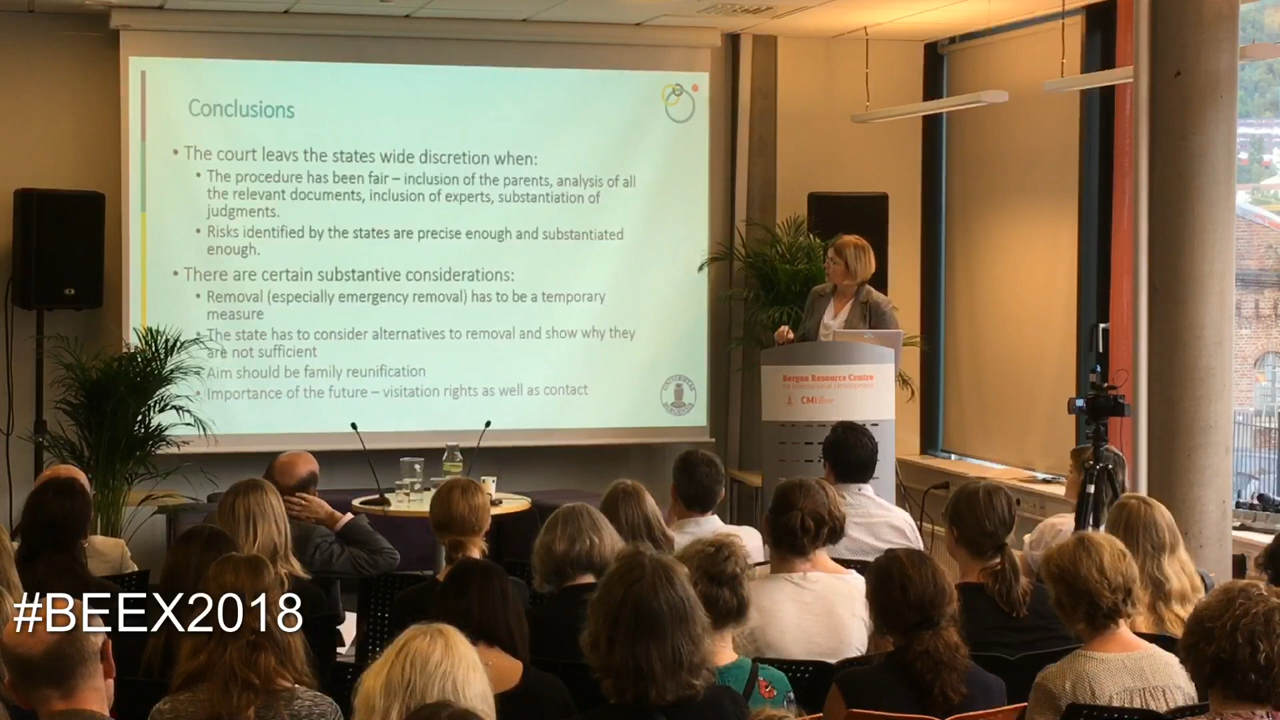 Conclusions
• The court leavs the states wide discretion when:
• The procedure has been fair – inclusion of the parents, analysis of all
the relevant documents, inclusion of experts, substantiation of
judgments.
• Risks identified by the states are precise enough and substantiated
enough.
• There are certain substantive considerations:
• Removal (especially emergency removal) has to be a temporary
measure
• The state has to consider alternatives to removal and show why they
are not sufficient
• Aim should be family reunification
• Importance of the future – visitation rights as well as contact
Bergen Resource Centre
for International Development
CMI
#BEEX2018